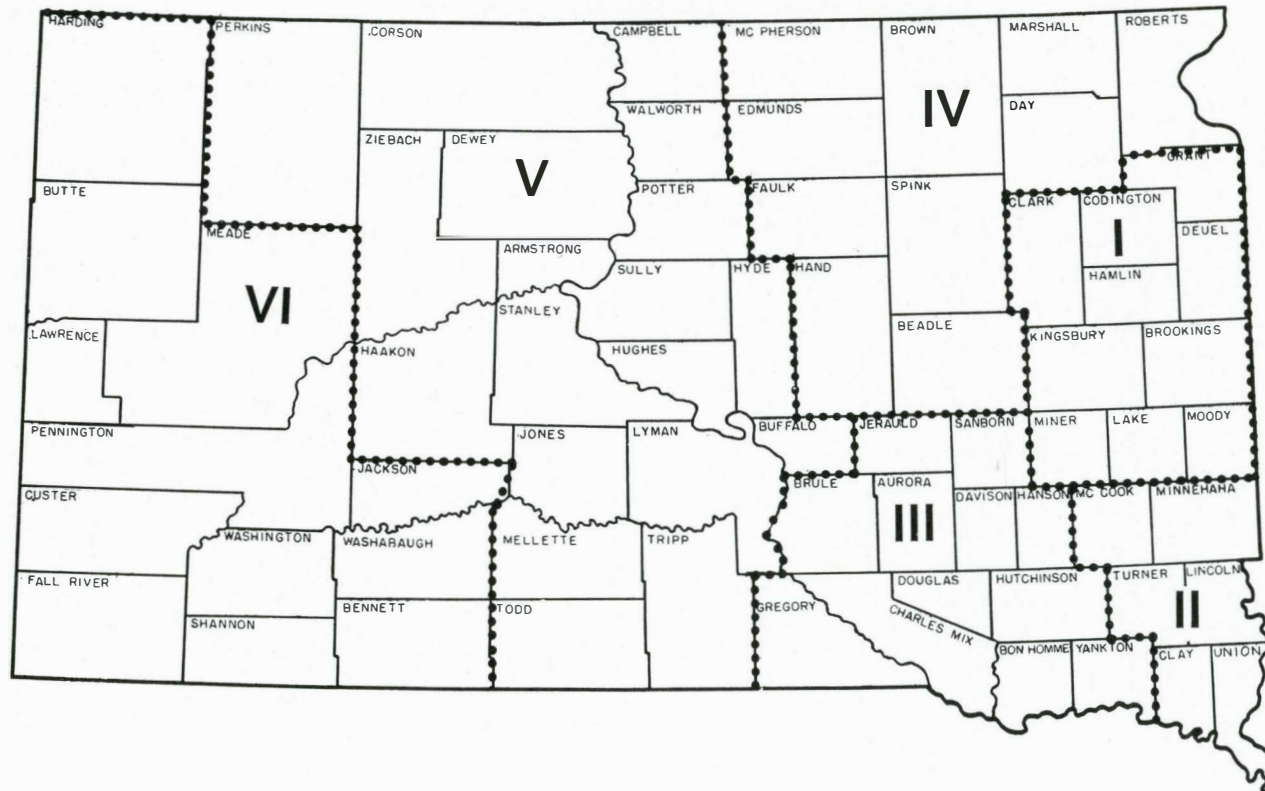 HARDING
PERKINS
CORSON
CAMPBELL
MC PHERSON
BROWN
MARSHALL
ROBERTS
WALWORTH
EDMUNDS
IV
DAY
ZIEBACH
DEWEY
V
GRANT
BUTTE
POTTER
FAULK
SPINK
CLARK
CODINGTON
I
DEUEL
MEADE
ARMSTRONG
SULLY
HYDE
HAND
HAMLIN
VI
STANLEY
BEADLE
LAWRENCE
HAAKON
HUGHES
KINGSBURY
BROOKINGS
PENNINGTON
JONES
LYMAN
BUFFALO
JERAULD
SANBORN
MINER
LAKE
MOODY
JACKSON
BRULE
AURORA
CUSTER
DAVISON
HANSON
MC COOK
MINNEHAHA
III
WASHINGTON
WASHABAUGH
MELLETTE
TRIPP
FALL RIVER
DOUGLAS
HUTCHINSON
TURNER
LINCOLN
BENNETT
TODD
GREGORY
CHARLES MIX
II
SHANNON
BON HOMME
YANKTON
CLAY
UNION